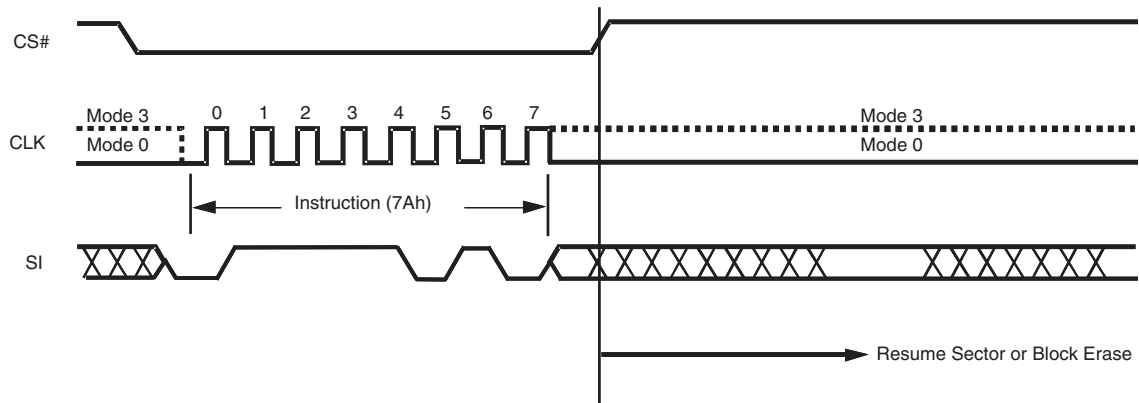 CS#
Mode 3
0 1 2 3 4 5 6 7
Mode 3
CLK
Mode 0
Mode 0
Instruction (7Ah)
SI
Resume Sector or Block Erase